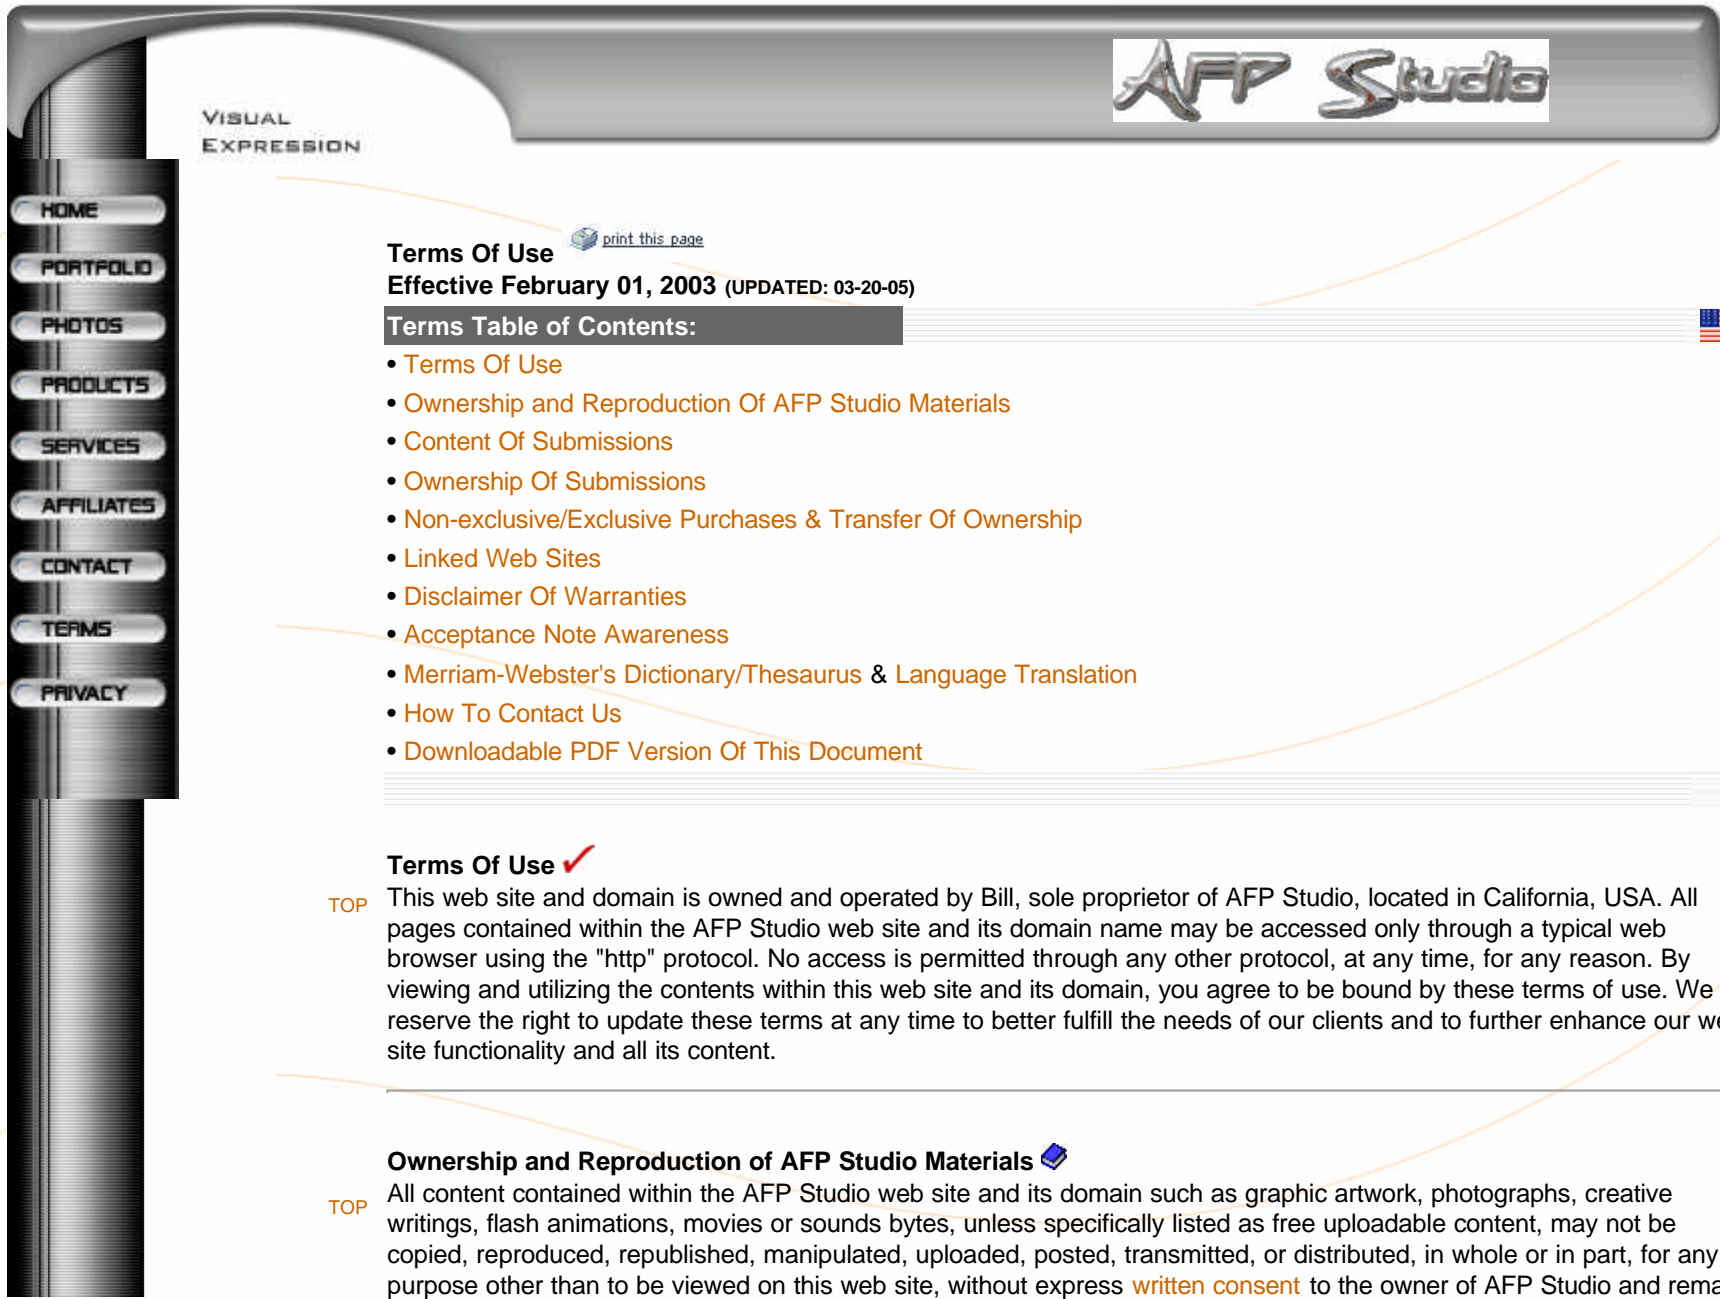 AFP Studio
VISUAL
EXPRESSION
HOME
PORTFOLIO
PHOTOS
PRODUCTS
SERVICES
AFFILIATES
CONTACT
TERMS
PRIVACY
Terms Of Use print this page
Effective February 01, 2003 (UPDATED: 03-20-05)
Terms Table of Contents:
• Terms Of Use
• Ownership and Reproduction Of AFP Studio Materials
• Content Of Submissions
• Ownership Of Submissions
• Non-exclusive/Exclusive Purchases & Transfer Of Ownership
• Linked Web Sites
• Disclaimer Of Warranties
• Acceptance Note Awareness
• Merriam-Webster's Dictionary/Thesaurus & Language Translation
• How To Contact Us
• Downloadable PDF Version Of This Document
Terms Of Use
TOP This web site and domain is owned and operated by Bill, sole proprietor of AFP Studio, located in California, USA. All
pages contained within the AFP Studio web site and its domain name may be accessed only through a typical web
browser using the "http" protocol. No access is permitted through any other protocol, at any time, for any reason. By
viewing and utilizing the contents within this web site and its domain, you agree to be bound by these terms of use. We
reserve the right to update these terms at any time to better fulfill the needs of our clients and to further enhance our we
site functionality and all its content.
Ownership and Reproduction of AFP Studio Materials
TOP All content contained within the AFP Studio web site and its domain such as graphic artwork, photographs, creative
writings, flash animations, movies or sounds bytes, unless specifically listed as free uploadable content, may not be
copied, reproduced, republished, manipulated, uploaded, posted, transmitted, or distributed, in whole or in part, for any
purpose other than to be viewed on this web site, without express written consent to the owner of AFP Studio and rema